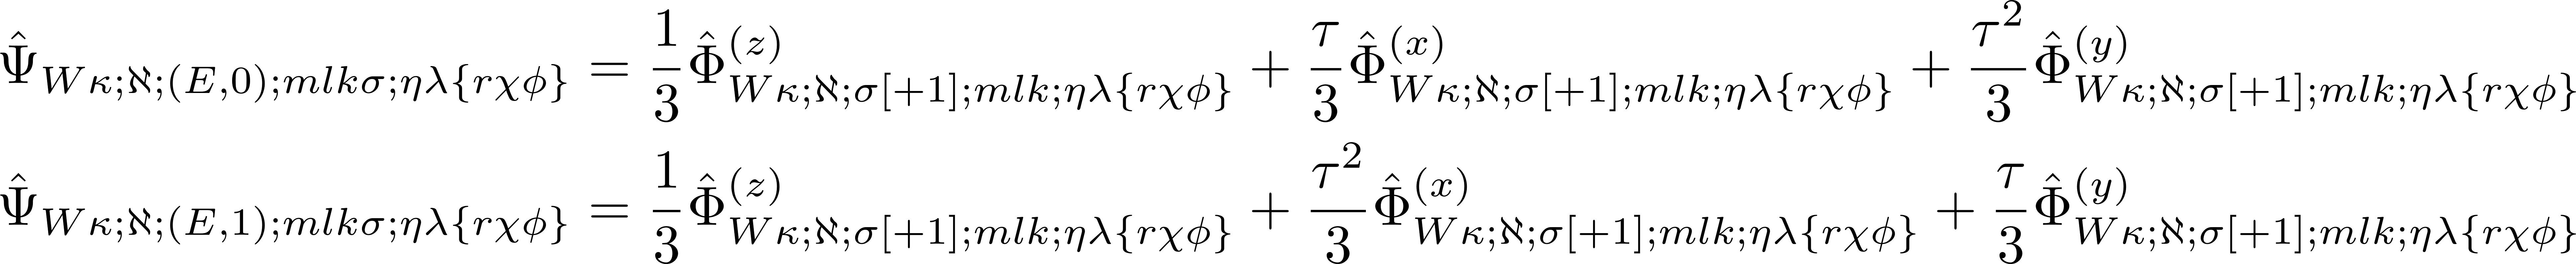 \hat{\Psi}_{W\kappa;\aleph;(E,0);mlk\sigma;\eta\lambda\{r\chi\phi\}} = \frac{1}{3}\hat{\Phi}^{(z)}_{W\kappa;\aleph;\sigma[+1];mlk;\eta\lambda\{r\chi\phi\}} + \frac{\tau}{3}\hat{\Phi}^{(x)}_{W\kappa;\aleph;\sigma[+1];mlk;\eta\lambda\{r\chi\phi\}} + \frac{\tau^2}{3}\hat{\Phi}^{(y)}_{W\kappa;\aleph;\sigma[+1];mlk;\eta\lambda\{r\chi\phi\}}
\hat{\Psi}_{W\kappa;\aleph;(E,1);mlk\sigma;\eta\lambda\{r\chi\phi\}} = \frac{1}{3}\hat{\Phi}^{(z)}_{W\kappa;\aleph;\sigma[+1];mlk;\eta\lambda\{r\chi\phi\}} + \frac{\tau^2}{3}\hat{\Phi}^{(x)}_{W\kappa;\aleph;\sigma[+1];mlk;\eta\lambda\{r\chi\phi\}} + \frac{\tau}{3}\hat{\Phi}^{(y)}_{W\kappa;\aleph;\sigma[+1];mlk;\eta\lambda\{r\chi\phi\}}